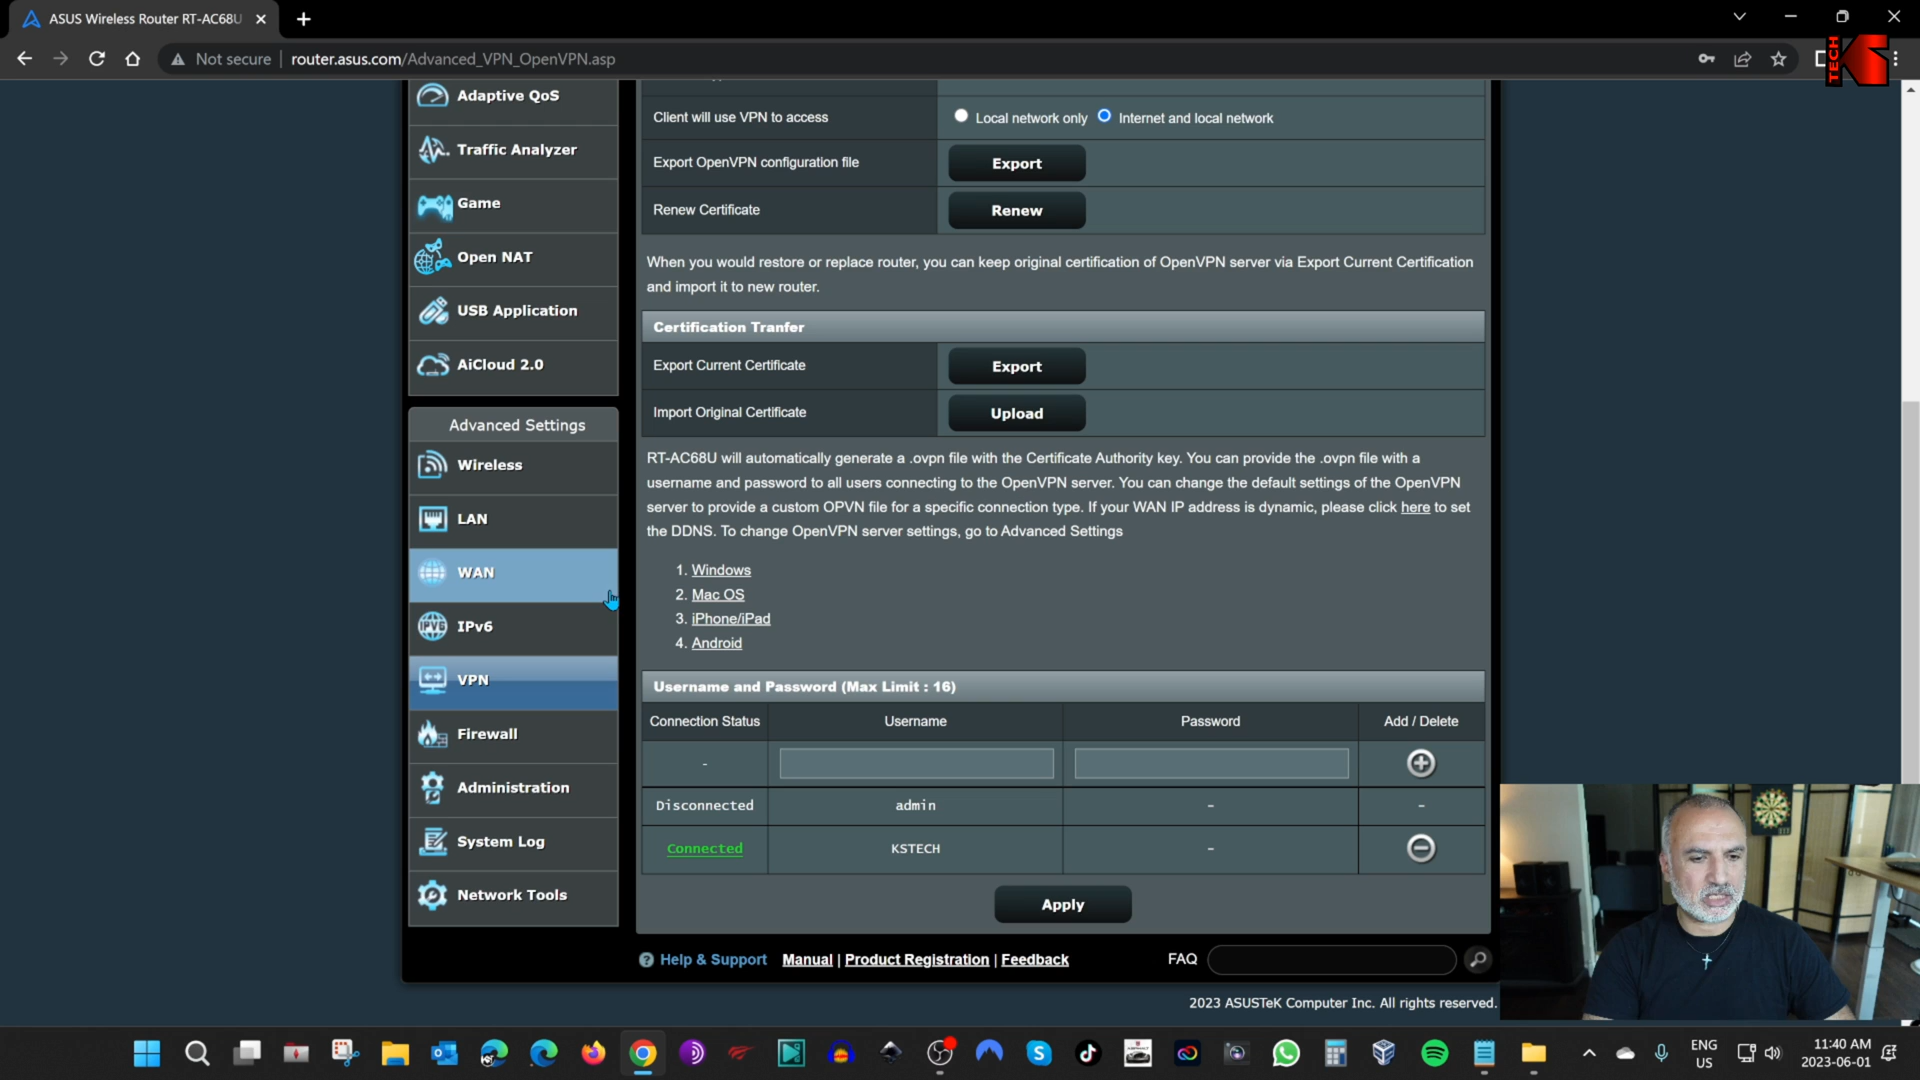 ASUS Wireless Router RT-AC68U
Not secure
router.asus.com/Advanced_VPN_OpenVPN.asp
TECH
Adaptive QoS
Traffic Analyzer
Game
Open NAT
USB Application
AiCloud 2.0
Advanced Settings
Wireless
LAN
WAN
IPv6
VPN
Firewall
Administration
System Log
Network Tools
Client will use VPN to access
Local network only
Internet and local network
Export OpenVPN configuration file
Export
Renew Certificate
Renew
When you would restore or replace router, you can keep original certification of OpenVPN server via Export Current Certification
and import it to new router.
Certification Tranfer
Export Current Certificate
Export
Import Original Certificate
Upload
RT-AC68U will automatically generate a .ovpn file with the Certificate Authority key. You can provide the .ovpn file with a
username and password to all users connecting to the OpenVPN server. You can change the default settings of the OpenVPN
server to provide a custom OPVN file for a specific connection type. If your WAN IP address is dynamic, please click here to set
the DDNS. To change OpenVPN server settings, go to Advanced Settings
1. Windows
2. Mac OS
3. iPhone/iPad
4. Android
Username and Password (Max Limit : 16)
Connection Status Username Password Add / Delete
-
Disconnected admin - -
Connected KSTECH -
Apply
Help & Support Manual | Product Registration | Feedback
FAQ
2023 ASUSTeK Computer Inc. All rights reserved.
ENG
US
11:40 AM
2023-06-01